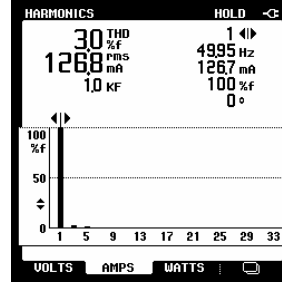 HARMONICS HOLD
3.0 THD %f
126.8 rms mA
1.0 KF
1
49.95 Hz
126.7 mA
100 %f
0°
100
%f
50
0
1 5 9 13 17 21 25 29 33
VOLTS AMPS WATTS